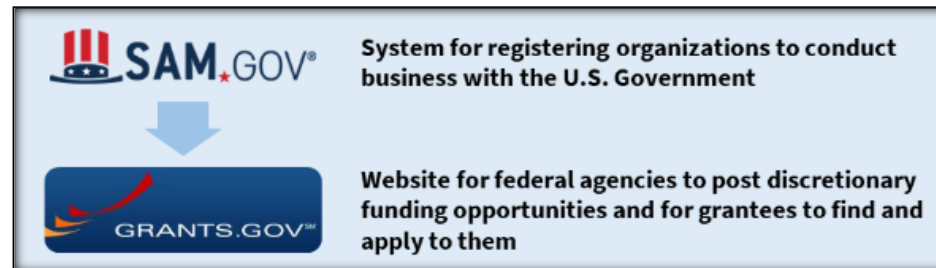 SAM.GOV®
System for registering organizations to conduct
business with the U.S. Government
GRANTS.GOV℠
Website for federal agencies to post discretionary
funding opportunities and for grantees to find and
apply to them